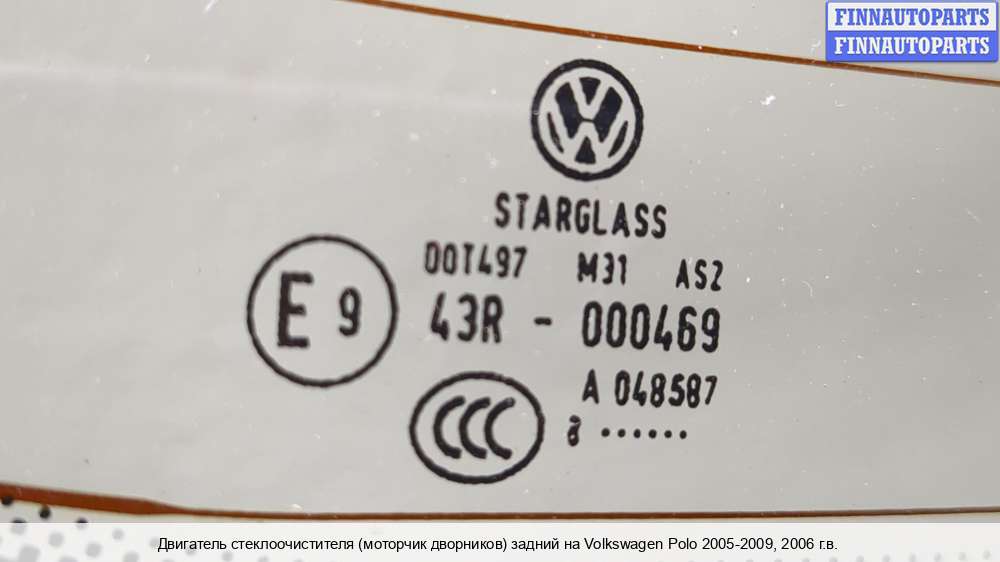 FINNAUTOPARTS
FINNAUTOPARTS
STARGLASS
DOT497 M31 AS2
E 9
43R - 000469
A 048587
CCC
8 ••••••
Двигатель стеклоочистителя (моторчик дворников) задний на Volkswagen Polo 2005-2009, 2006 г.в.